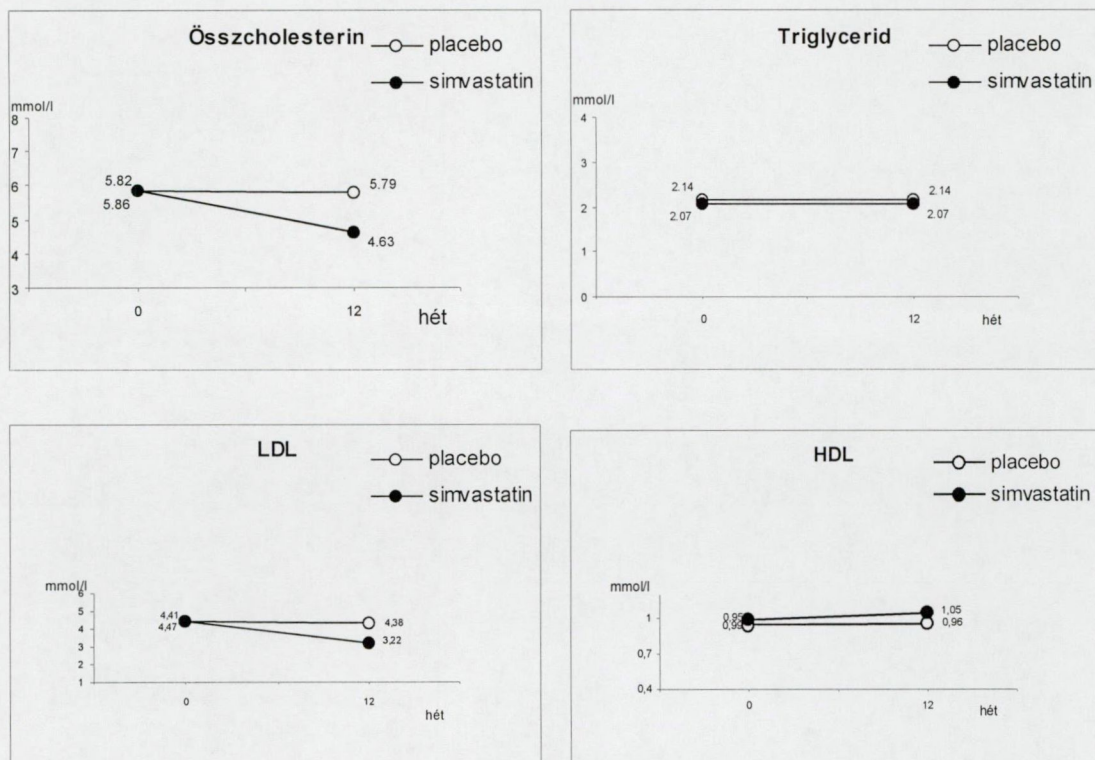 Összcholesterin
placebo
simvastatin
mmol/l
8
7
6
5
4
3
5.82
5.86
5.79
4.63
0
12
hét
Triglycerid
placebo
simvastatin
mmol/l
4
3
2
1
0
2.14
2.07
2.14
2.07
0
12
hét
LDL
placebo
simvastatin
mmol/l
6
5
4
3
2
1
4,41
4,47
4,38
3,22
0
12
hét
HDL
placebo
simvastatin
mmol/l
1
0,7
0,4
0,95
0,99
1,05
0,96
0
12
hét